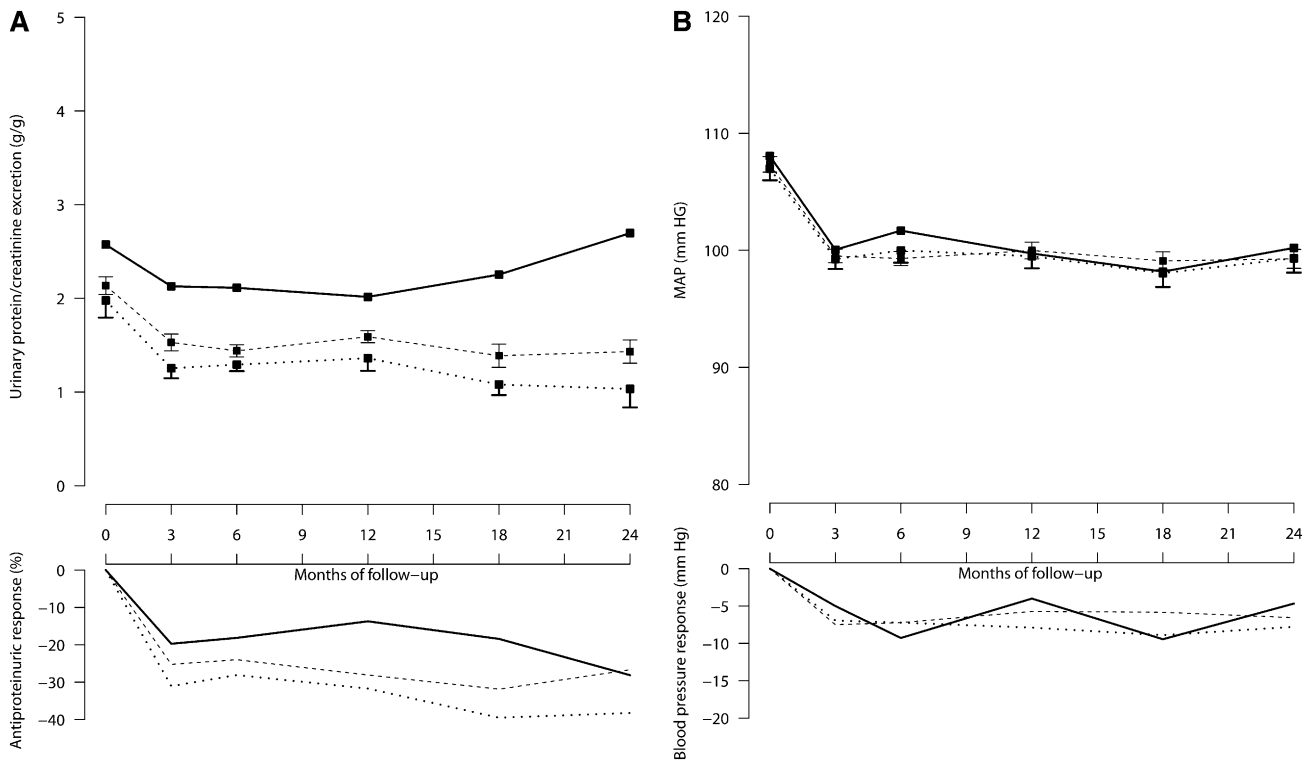 A
Urinary protein/creatinine excretion (g/g)
5
4
3
2
1
0
0 3 6 9 12 15 18 21 24
Months of follow−up
Antiproteinuric response (%)
0
−10
−20
−30
−40
B
MAP (mm HG)
120
110
100
90
80
0 3 6 9 12 15 18 21 24
Months of follow−up
Blood pressure response (mm Hg)
0
−5
−10
−15
−20